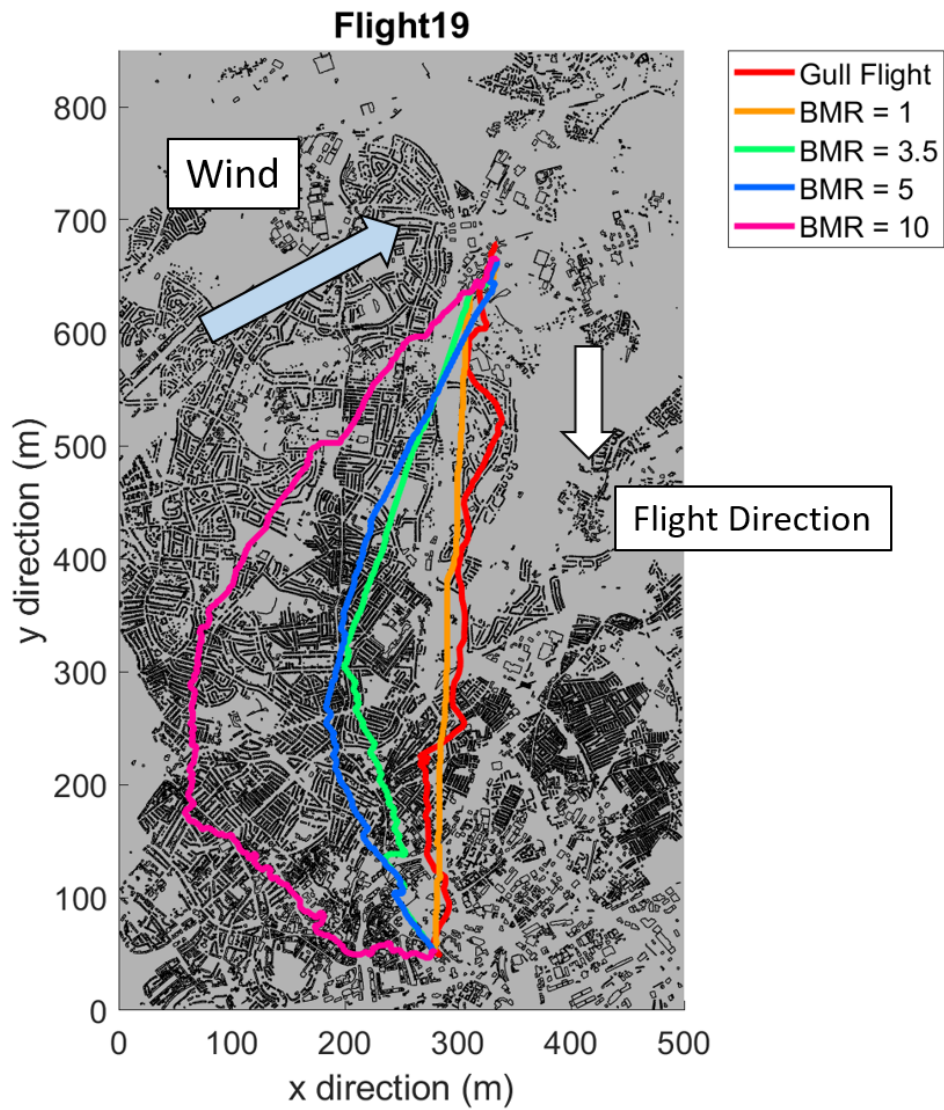 Flight19
Gull Flight
BMR = 1
BMR = 3.5
BMR = 5
BMR = 10
Wind
Flight Direction
y direction (m)
800
700
600
500
400
300
200
100
0
0 100 200 300 400 500
x direction (m)